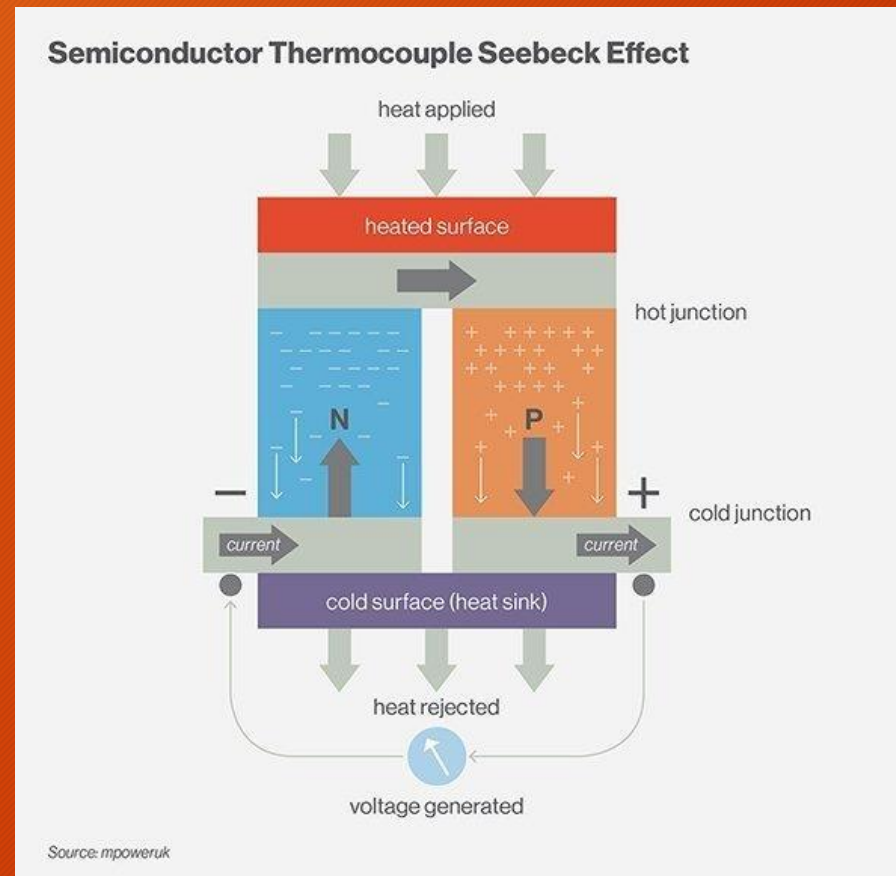 Semiconductor Thermocouple Seebeck Effect
heat applied
heated surface
hot junction
N
P
−
+
cold junction
current
current
cold surface (heat sink)
heat rejected
voltage generated
Source: mpoweruk